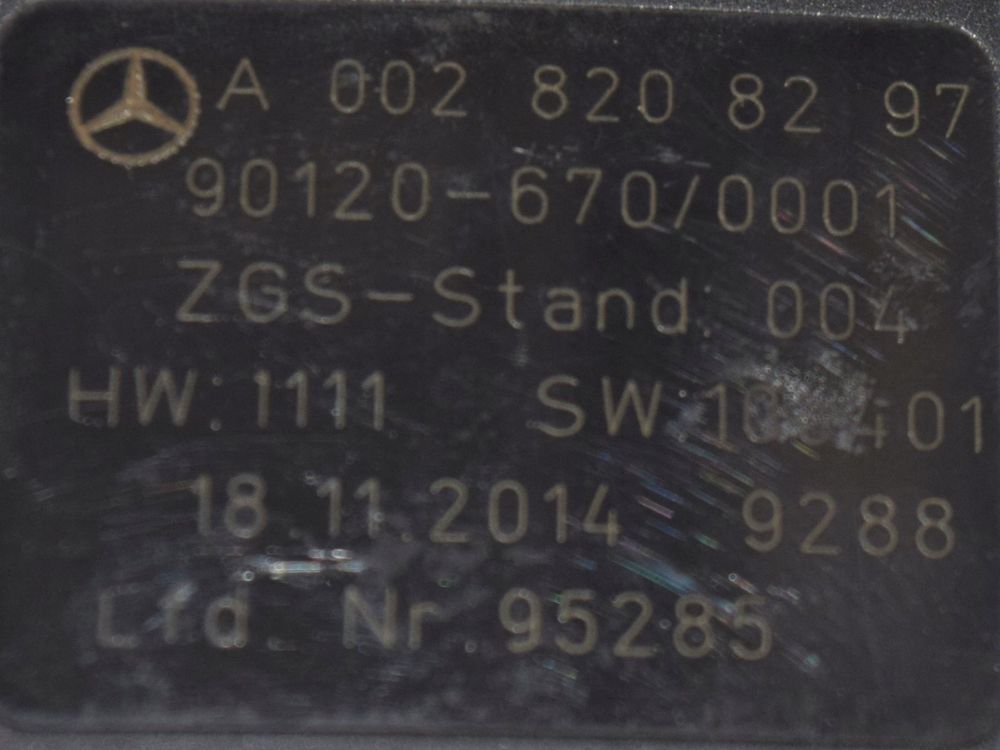 A 002 820 82 97
90120-670/0001
ZGS-Stand: 004
HW: 1111 SW:
18.11.2014 9288
Lfd. Nr.95285